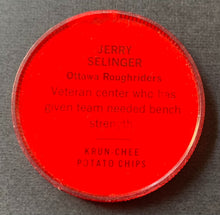 JERRY
SELINGER
Ottawa Roughriders
Veteran center who has
given team needed bench
strength
KRUN CHEE
POTATO CHIPS